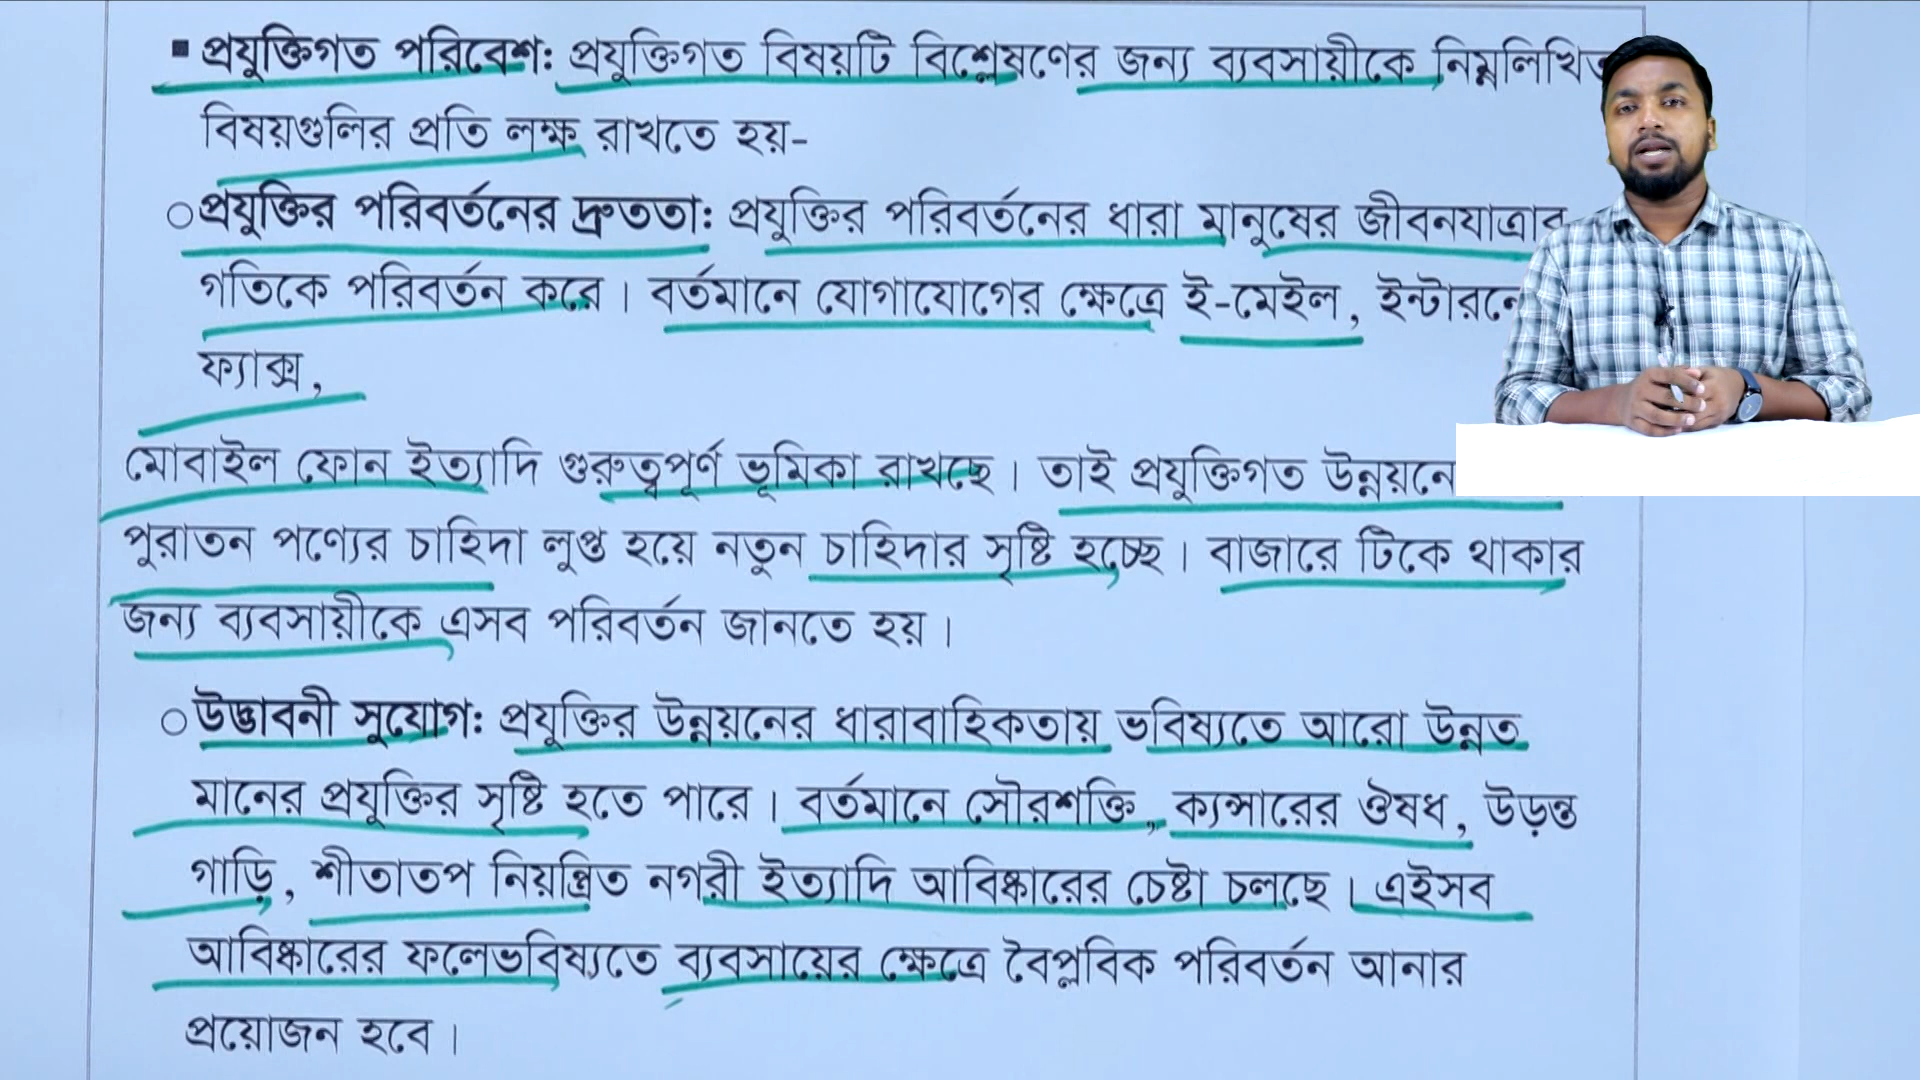 ▪ প্রযুক্তিগত পরিবেশ: প্রযুক্তিগত বিষয়টি বিশ্লেষণের জন্য ব্যবসায়ীকে নিম্নলিখিত
বিষয়গুলির প্রতি লক্ষ রাখতে হয়-
○প্রযুক্তির পরিবর্তনের দ্রুততা: প্রযুক্তির পরিবর্তনের ধারা মানুষের জীবনযাত্রার
গতিকে পরিবর্তন করে। বর্তমানে যোগাযোগের ক্ষেত্রে ই-মেইল,
ফ্যাক্স,
মোবাইল ফোন ইত্যাদি গুরুত্বপূর্ণ ভূমিকা রাখছে। তাই প্রযুক্তিগত
পুরাতন পণ্যের চাহিদা লুপ্ত হয়ে নতুন চাহিদার সৃষ্টি হচ্ছে। বাজারে টিকে থাকার
জন্য ব্যবসায়ীকে এসব পরিবর্তন জানতে হয়।
○উদ্ভাবনী সুযোগ: প্রযুক্তির উন্নয়নের ধারাবাহিকতায় ভবিষ্যতে আরো উন্নত
মানের প্রযুক্তির সৃষ্টি হতে পারে। বর্তমানে সৌরশক্তি, ক্যন্সারের ঔষধ, উড়ন্ত
গাড়ি, শীতাতপ নিয়ন্ত্রিত নগরী ইত্যাদি আবিষ্কারের চেষ্টা চলছে। এইসব
আবিষ্কারের ফলেভবিষ্যতে ব্যবসায়ের ক্ষেত্রে বৈপ্লবিক পরিবর্তন আনার
প্রয়োজন হবে।